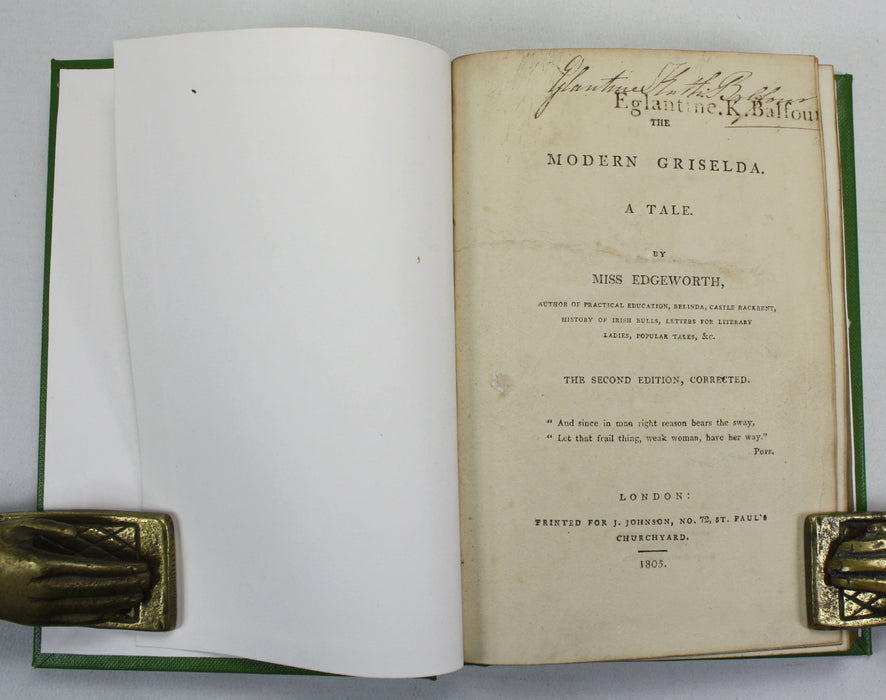 Eglantine K Balfour
Eglantine.K.Balfour
THE
MODERN GRISELDA.
A TALE.
BY
MISS EDGEWORTH,
AUTHOR OF PRACTICAL EDUCATION, BELINDA, CASTLE RACKRENT,
HISTORY OF IRISH BULLS, LETTERS FOR LITERARY
LADIES, POPULAR TALES, &C.
THE SECOND EDITION, CORRECTED.
“ And since in man right reason bears the sway,
“ Let that frail thing, weak woman, have her way.”
POPE.
LONDON:
PRINTED FOR J. JOHNSON, NO. 72, ST. PAUL'S
CHURCHYARD.
1805.